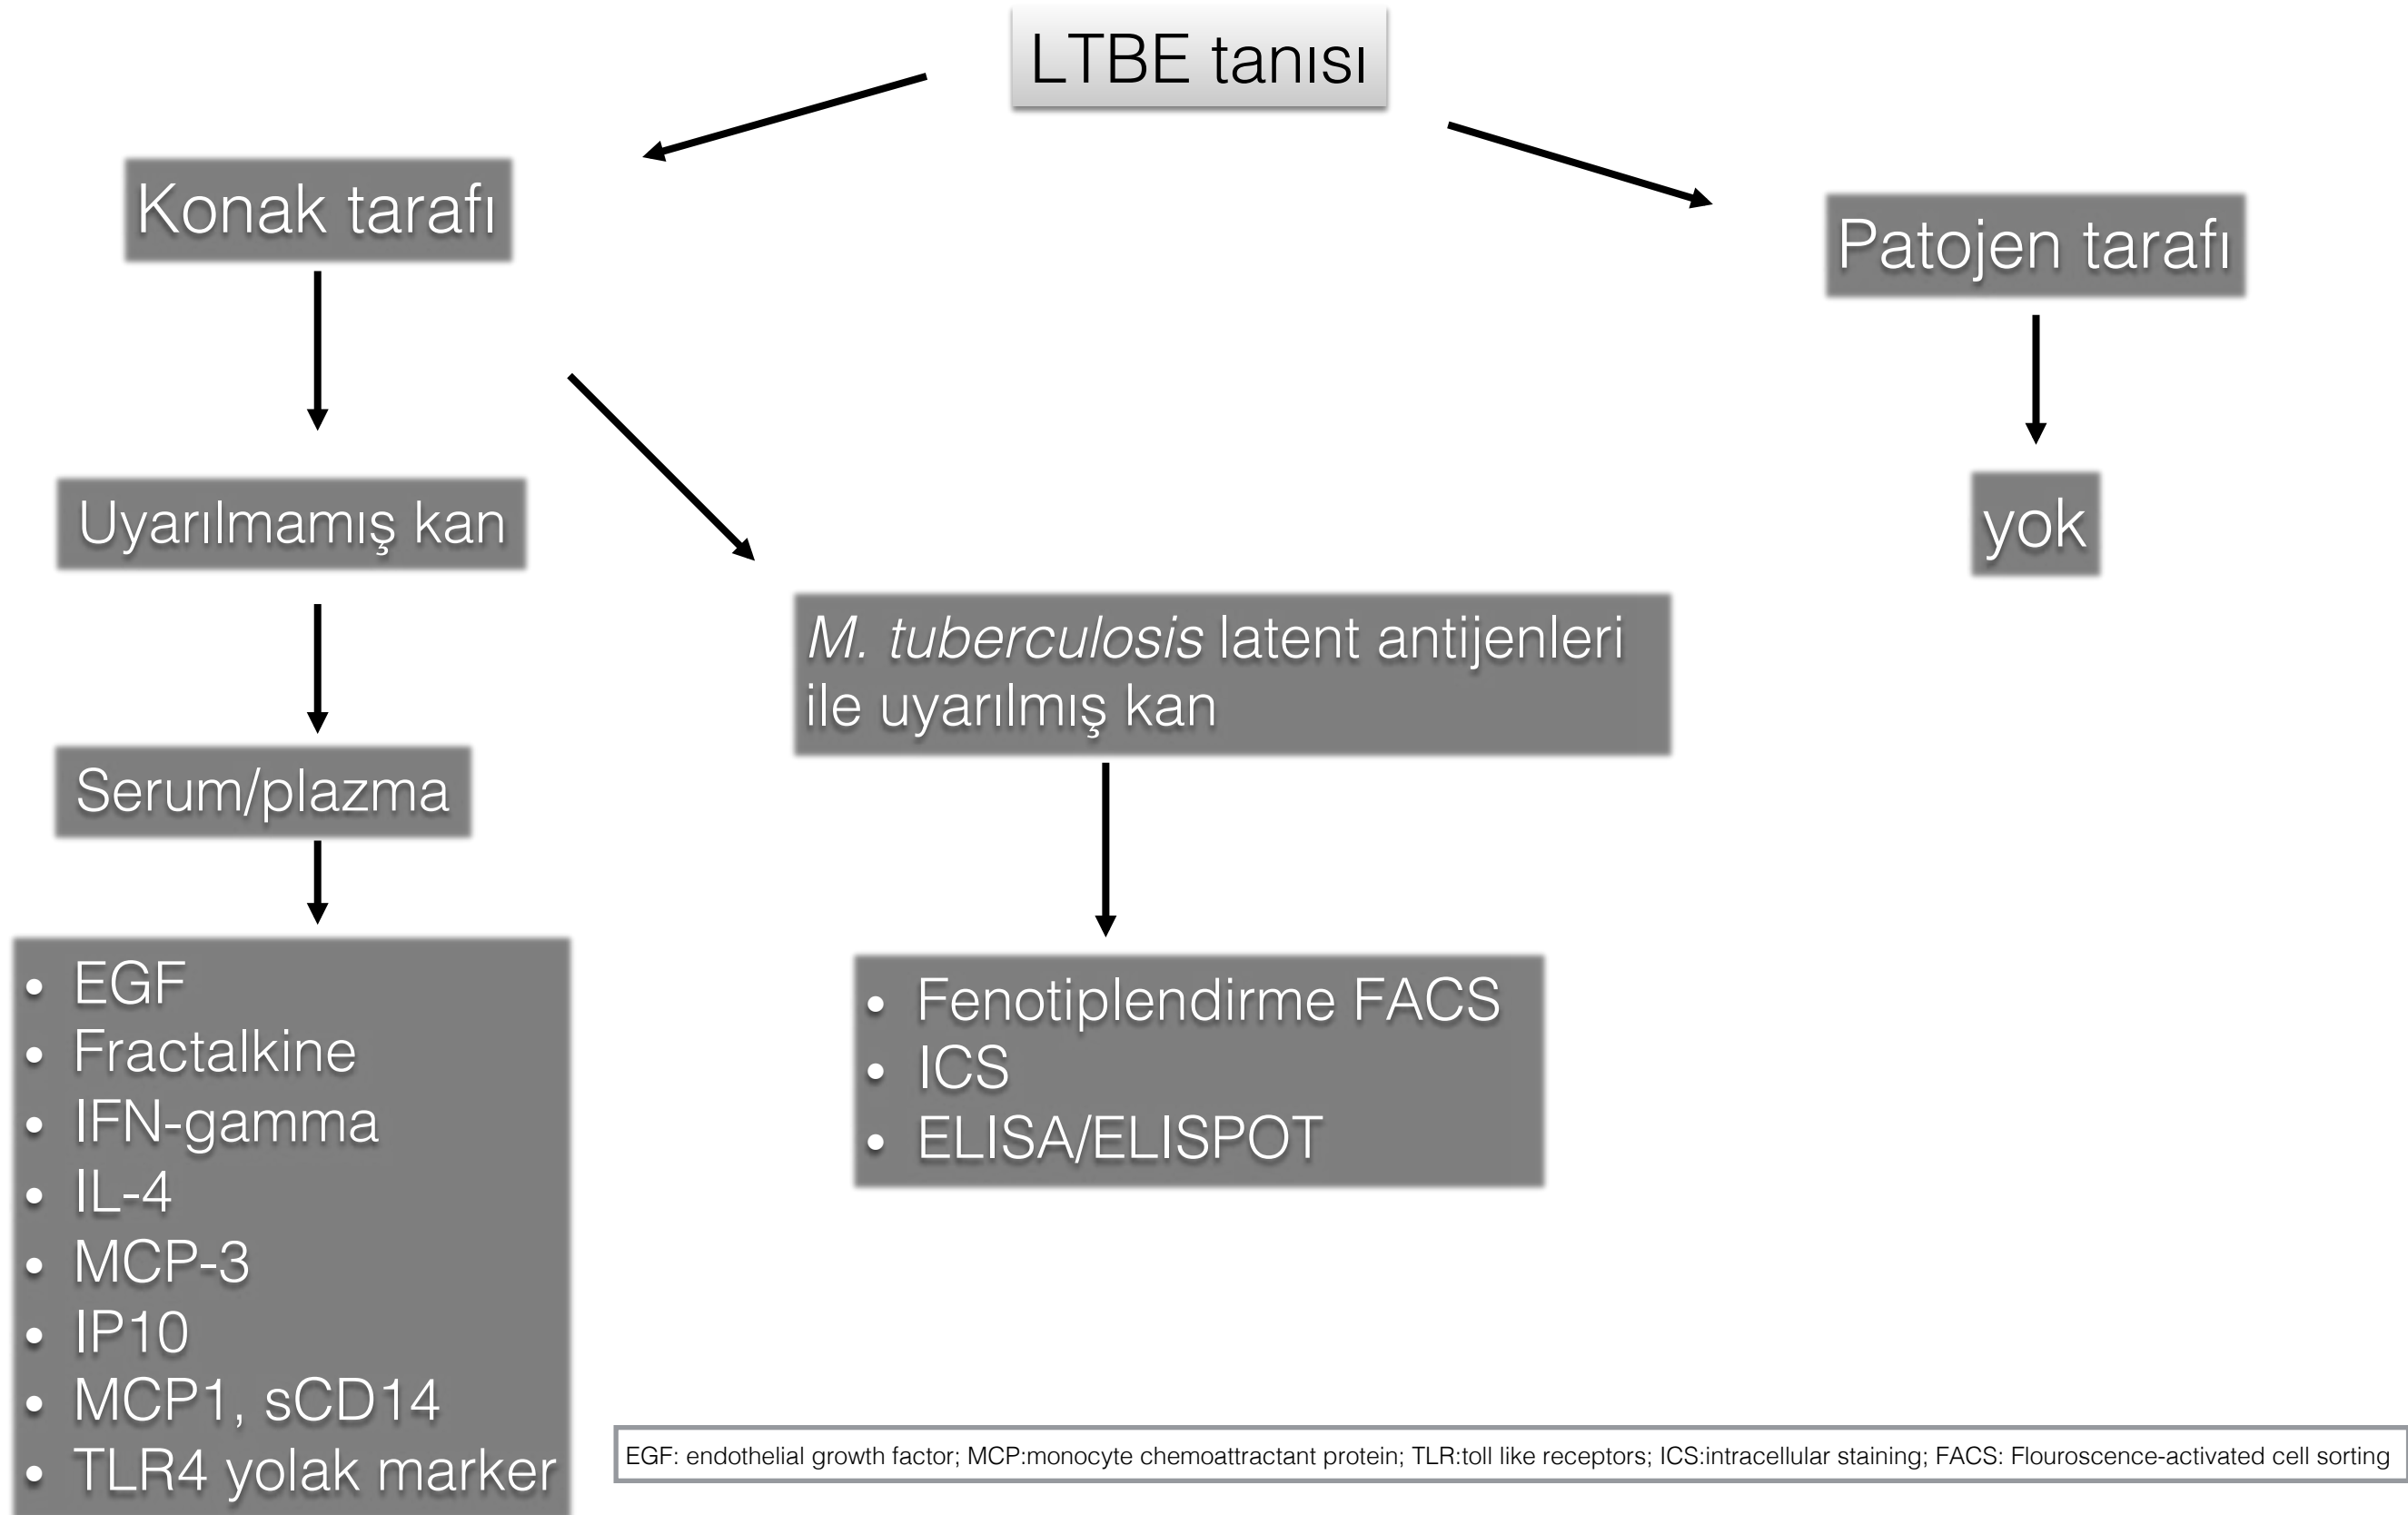 LTBE tanısı
Konak tarafı
Patojen tarafı
Uyarılmamış kan
yok
M. tuberculosis latent antijenleri
ile uyarılmış kan
Serum/plazma
• EGF
• Fractalkine
• IFN-gamma
• IL-4
• MCP-3
• IP10
• MCP1, sCD14
• TLR4 yolak marker
• Fenotiplendirme FACS
• ICS
• ELISA/ELISPOT
EGF: endothelial growth factor; MCP:monocyte chemoattractant protein; TLR:toll like receptors; ICS:intracellular staining; FACS: Flouroscence-activated cell sorting